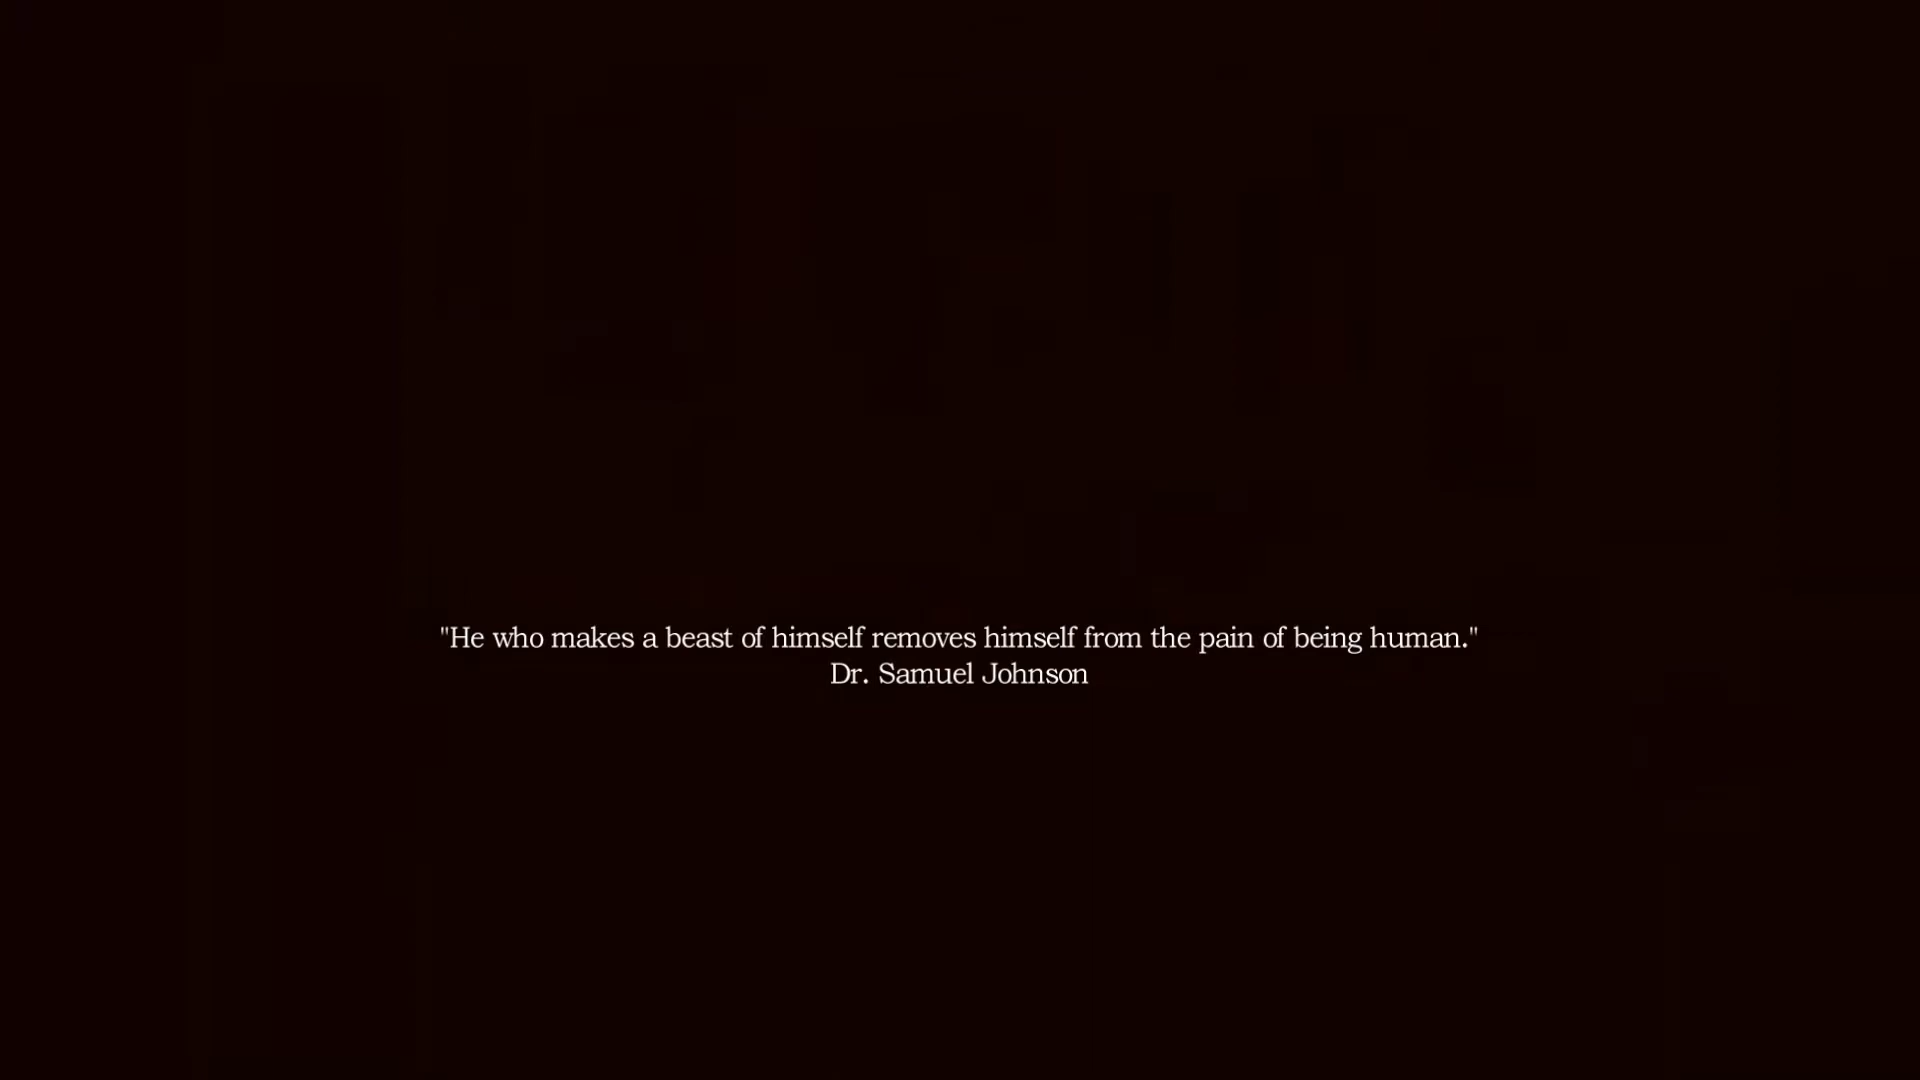 "He who makes a beast of himself removes himself from the pain of being human."
Dr. Samuel Johnson